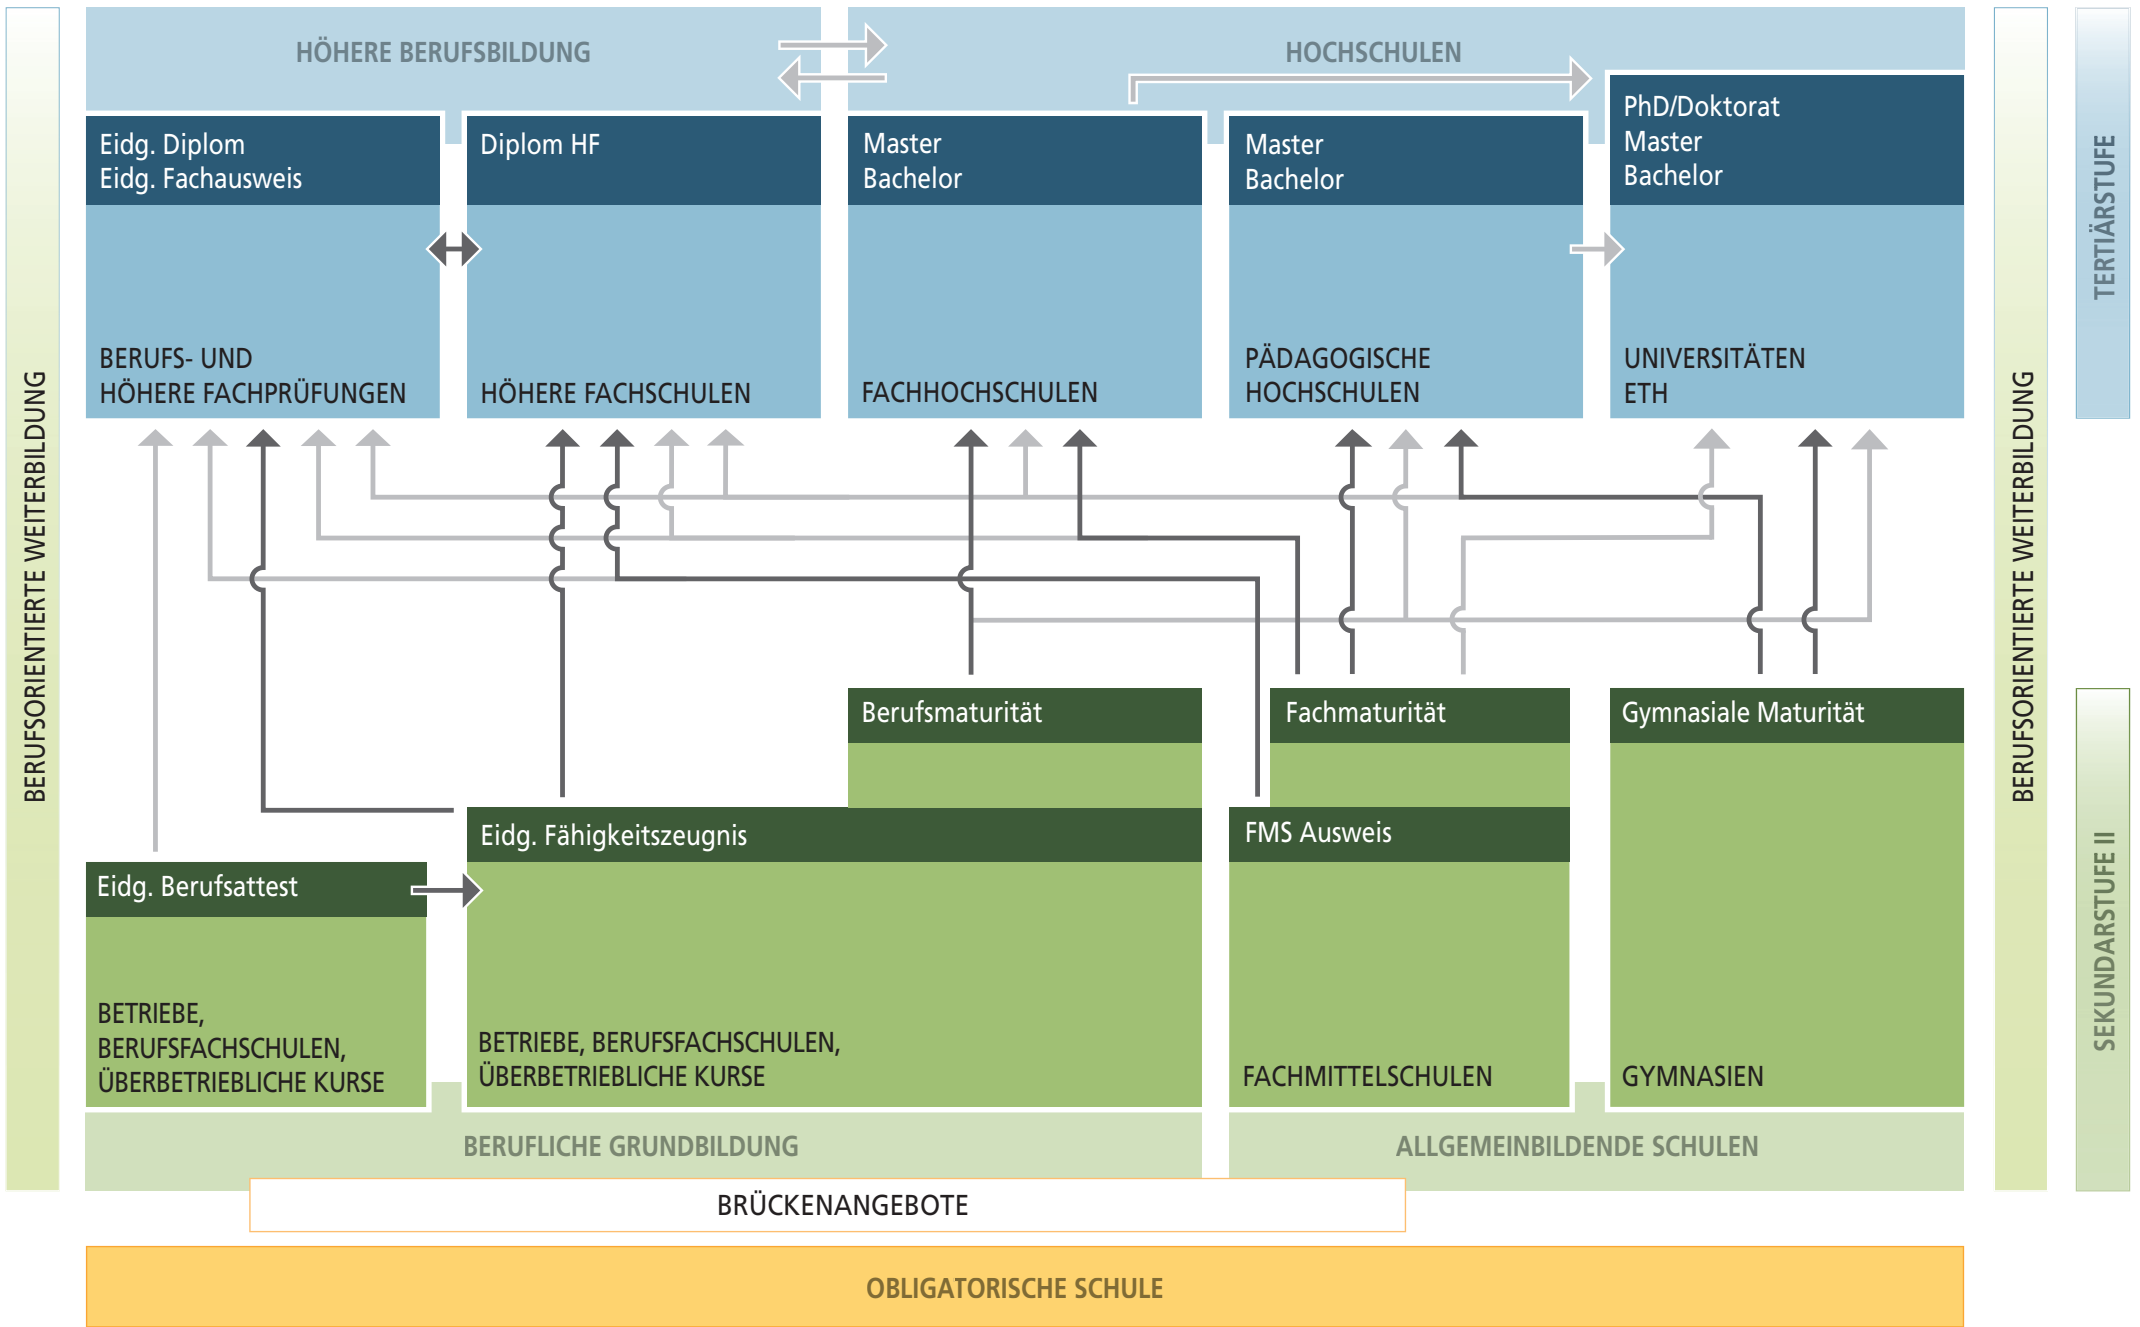 HÖHERE BERUFSBILDUNG
HOCHSCHULEN
Eidg. Diplom
Eidg. Fachausweis
Diplom HF
Master
Bachelor
Master
Bachelor
PhD/Doktorat
Master
Bachelor
BERUFS- UND
HÖHERE FACHPRÜFUNGEN
HÖHERE FACHSCHULEN
FACHHOCHSCHULEN
PÄDAGOGISCHE
HOCHSCHULEN
UNIVERSITÄTEN
ETH
TERTIÄRSTUFE
BERUFSORIENTIERTE WEITERBILDUNG
BERUFSORIENTIERTE WEITERBILDUNG
Berufsmaturität
Fachmaturität
Gymnasiale Maturität
Eidg. Fähigkeitszeugnis
FMS Ausweis
Eidg. Berufsattest
BETRIEBE,
BERUFSFACHSCHULEN,
ÜBERBETRIEBLICHE KURSE
BETRIEBE, BERUFSFACHSCHULEN,
ÜBERBETRIEBLICHE KURSE
FACHMITTELSCHULEN
GYMNASIEN
SEKUNDARSTUFE II
BERUFLICHE GRUNDBILDUNG
ALLGEMEINBILDENDE SCHULEN
BRÜCKENANGEBOTE
OBLIGATORISCHE SCHULE